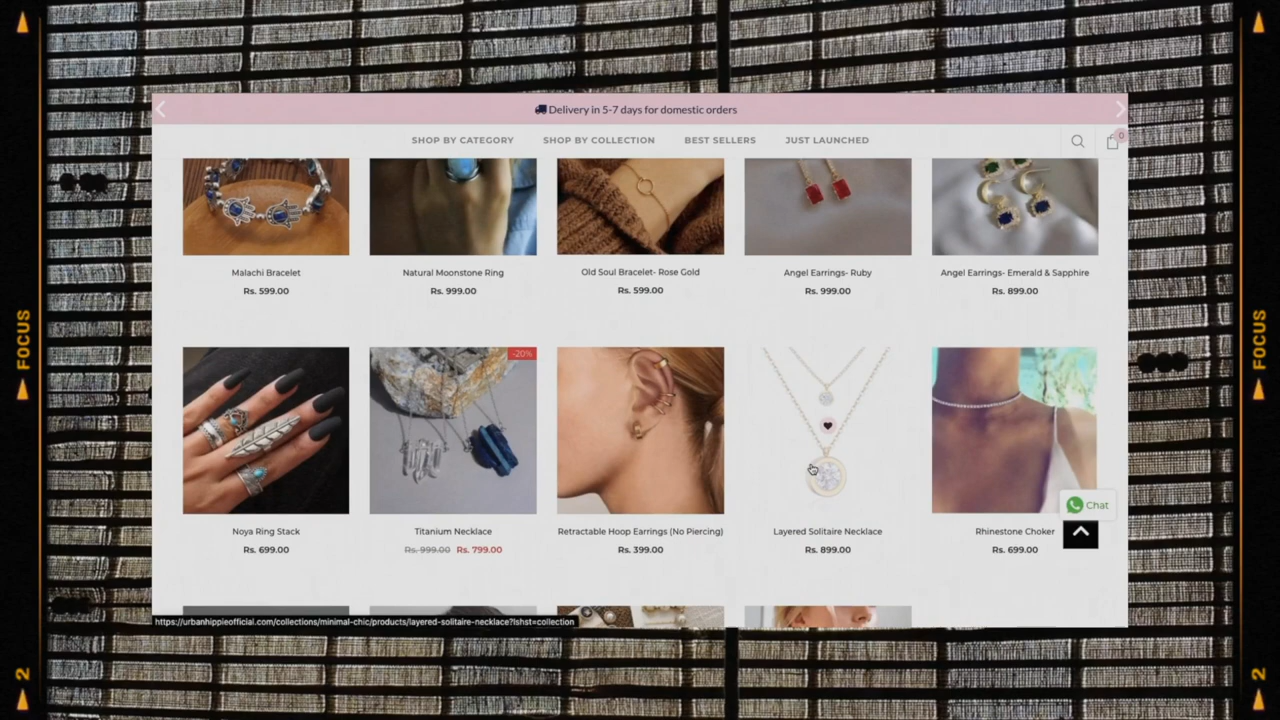 Delivery in 5-7 days for domestic orders
SHOP BY CATEGORY SHOP BY COLLECTION BEST SELLERS JUST LAUNCHED
0
Malachi Bracelet
Rs. 599.00
Natural Moonstone Ring
Rs. 999.00
Old Soul Bracelet- Rose Gold
Rs. 599.00
Angel Earrings- Ruby
Rs. 999.00
Angel Earrings- Emerald & Sapphire
Rs. 899.00
-20%
Noya Ring Stack
Rs. 699.00
Titanium Necklace
Rs. 999.00 Rs. 799.00
Retractable Hoop Earrings (No Piercing)
Rs. 399.00
Layered Solitaire Necklace
Rs. 899.00
Rhinestone Choker
Rs. 699.00
Chat
https://urbanhippieofficial.com/collections/minimal-chic/products/layered-solitaire-necklace?lshst=collection
FOCUS
2
FOCUS
2